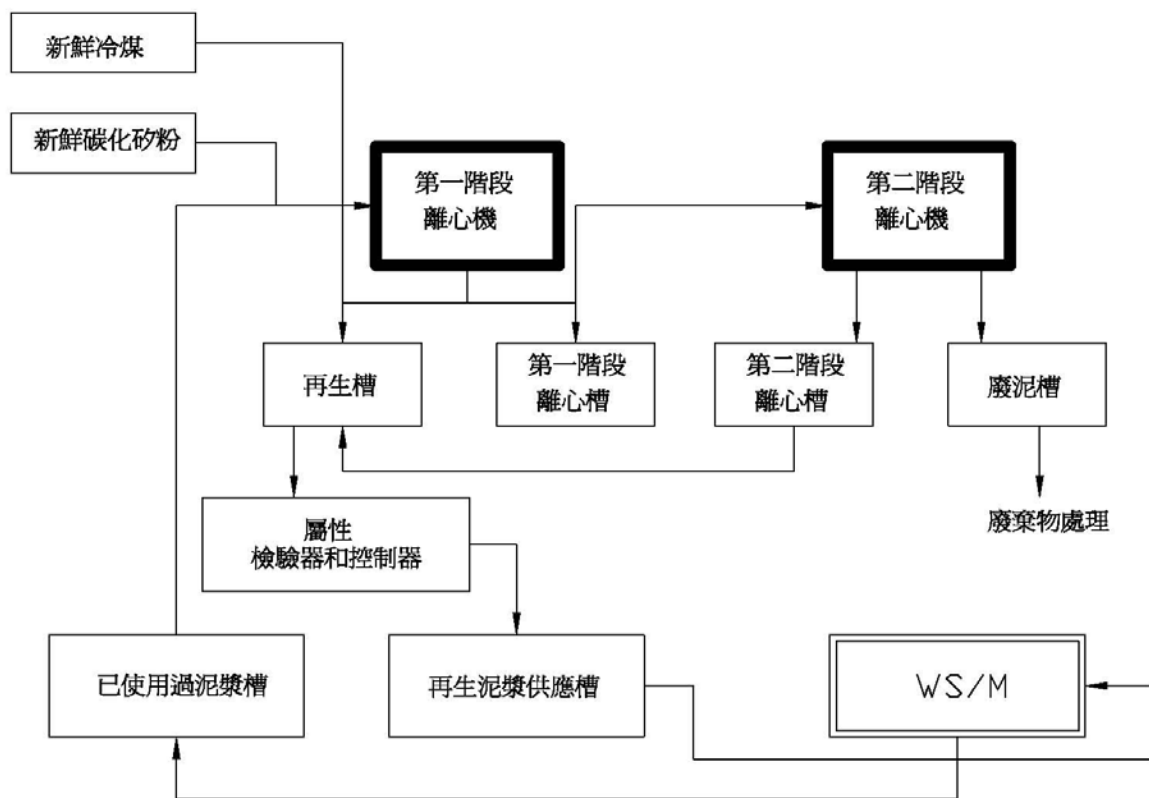 新鮮冷煤
新鮮碳化矽粉
第一階段
離心機
第二階段
離心機
再生槽
第一階段
離心槽
第二階段
離心槽
廢泥槽
廢棄物處理
屬性
檢驗器和控制器
已使用過泥漿槽
再生泥漿供應槽
WS/M